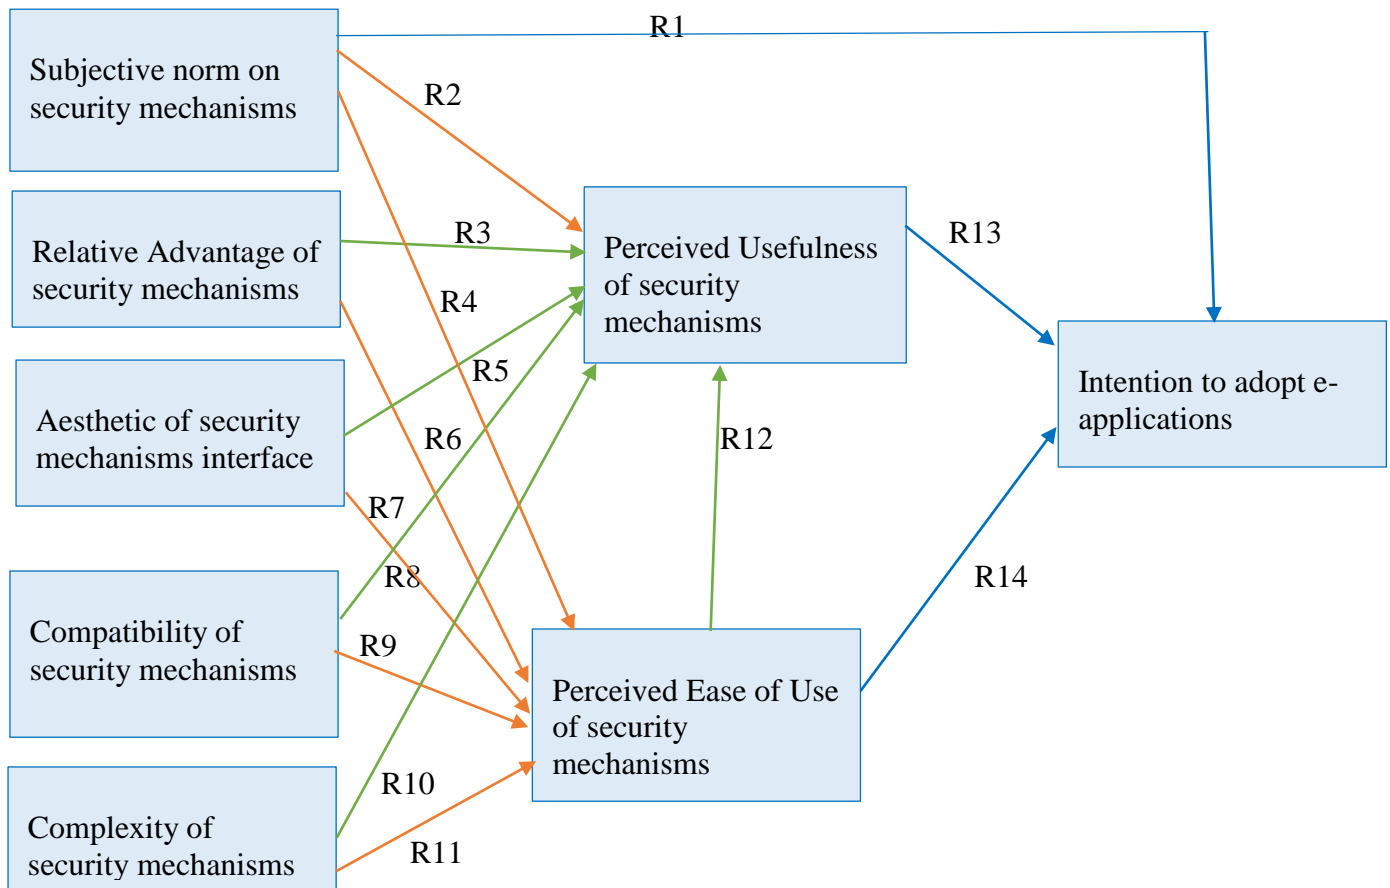 R1
Subjective norm on
security mechanisms
R2
Relative Advantage of
security mechanisms
R3
Perceived Usefulness
of security
mechanisms
R13
R4
R5
Intention to adopt e-
applications
Aesthetic of security
mechanisms interface
R6
R12
R7
R8
R14
Compatibility of
security mechanisms
R9
Perceived Ease of Use
of security
mechanisms
R10
Complexity of
security mechanisms
R11